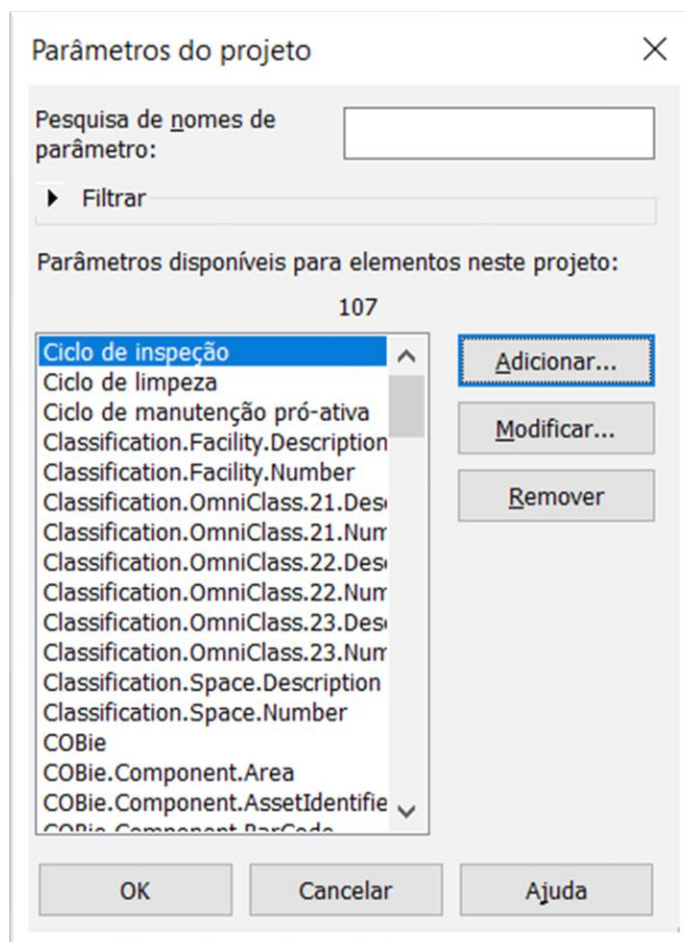 Parâmetros do projeto
Pesquisa de nomes de
parâmetro:
Filtrar
Parâmetros disponíveis para elementos neste projeto:
107
Ciclo de inspeção
Ciclo de limpeza
Ciclo de manutenção pró-ativa
Classification.Facility.Description
Classification.Facility.Number
Classification.OmniClass.21.Des
Classification.OmniClass.21.Num
Classification.OmniClass.22.Des
Classification.OmniClass.22.Num
Classification.OmniClass.23.Des
Classification.OmniClass.23.Num
Classification.Space.Description
Classification.Space.Number
COBie
COBie.Component.Area
COBie.Component.AssetIdentifie
COBie.Component.BarCode
Adicionar...
Modificar...
Remover
OK
Cancelar
Ajuda